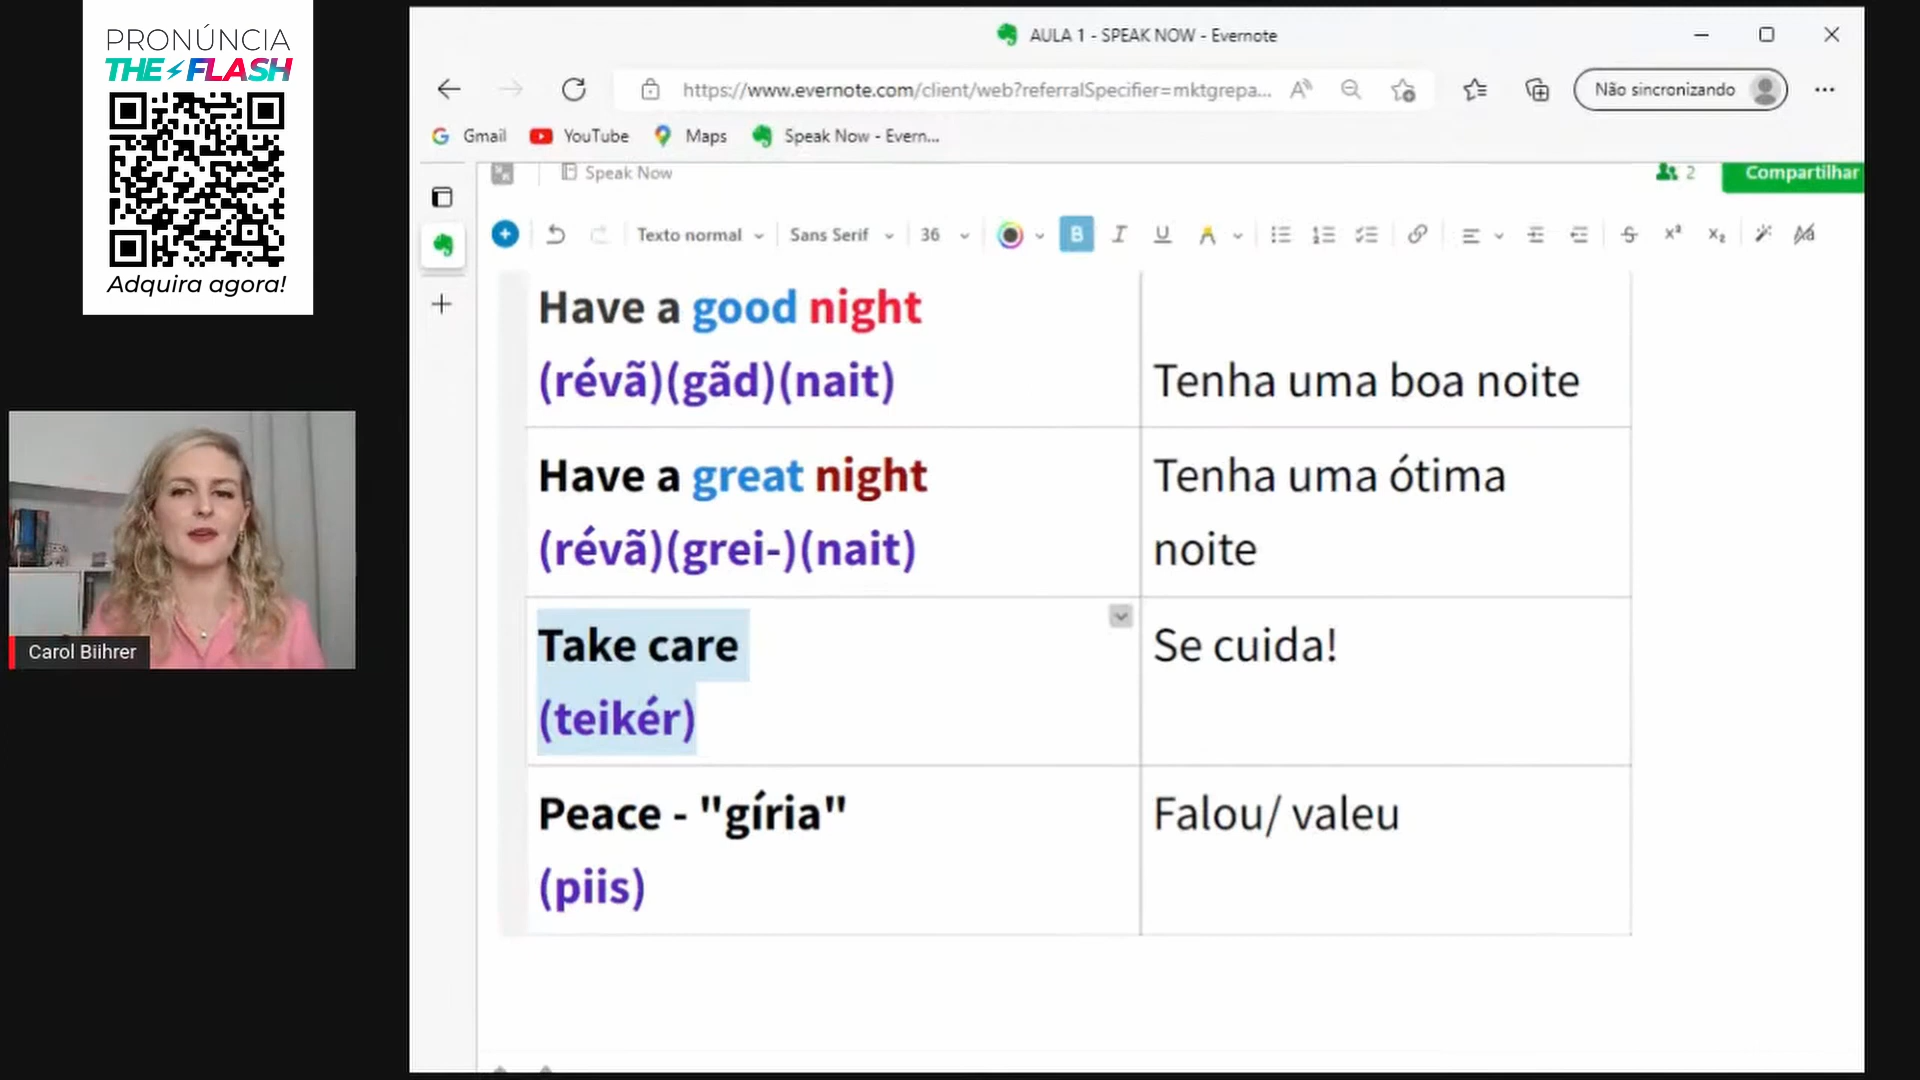 PRONÚNCIA
THE FLASH
Adquira agora!
Carol Biihrer
AULA 1 - SPEAK NOW - Evernote
https://www.evernote.com/client/web?referralSpecifier=mktgrepa...
Não sincronizando
Gmail
YouTube
Maps
Speak Now - Evern...
Speak Now
2
Compartilhar
Texto normal
Sans Serif
36
Have a good night
(révã)(gãd)(nait)
Tenha uma boa noite
Have a great night
(révã)(grei-)(nait)
Tenha uma ótima
noite
Take care
(teikér)
Se cuida!
Peace - "gíria"
(piis)
Falou/ valeu